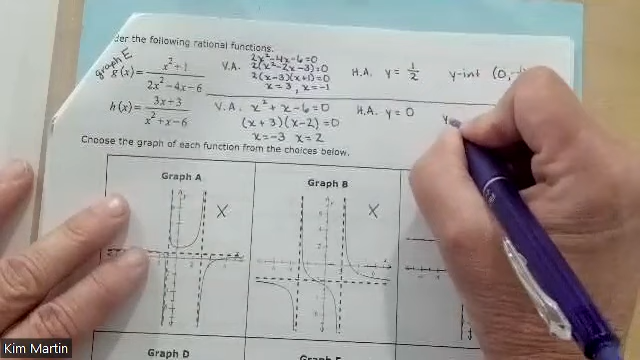 der the following rational functions.
graph E
g(x) = x²+1 / 2x²-4x-6
V.A. 2x²-4x-6=0
2(x²-2x-3)=0
2(x-3)(x+1)=0
x=3, x=-1
H.A. y= 1/2
y-int (0,-
h(x) = 3x+3 / x²+x-6
V.A. x²+x-6=0
(x+3)(x-2)=0
x=-3 x=2
H.A. y=0
y
Choose the graph of each function from the choices below.
Graph A
X
Graph B
X
Graph D
Kim Martin